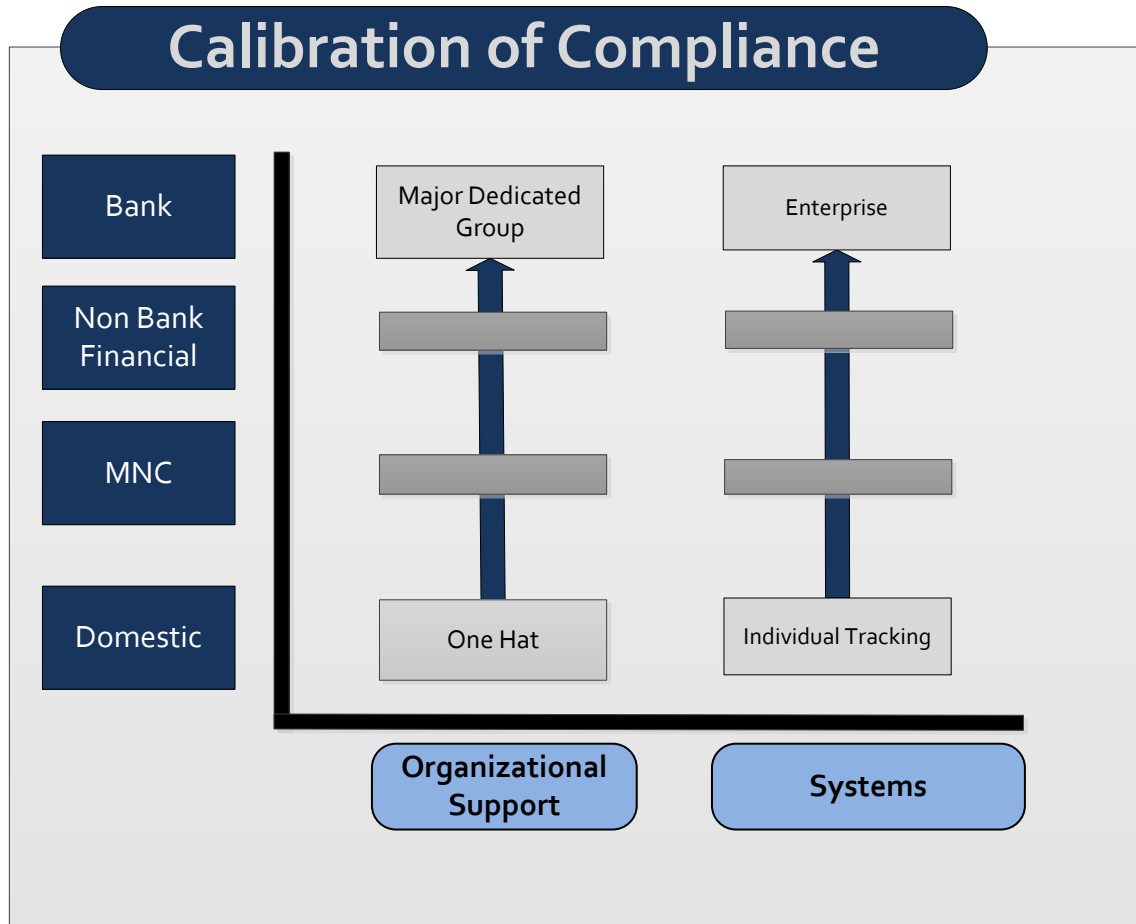 Calibration of Compliance
Bank
Major Dedicated
Group
Enterprise
Non Bank
Financial
MNC
Domestic
One Hat
Individual Tracking
Organizational
Support
Systems